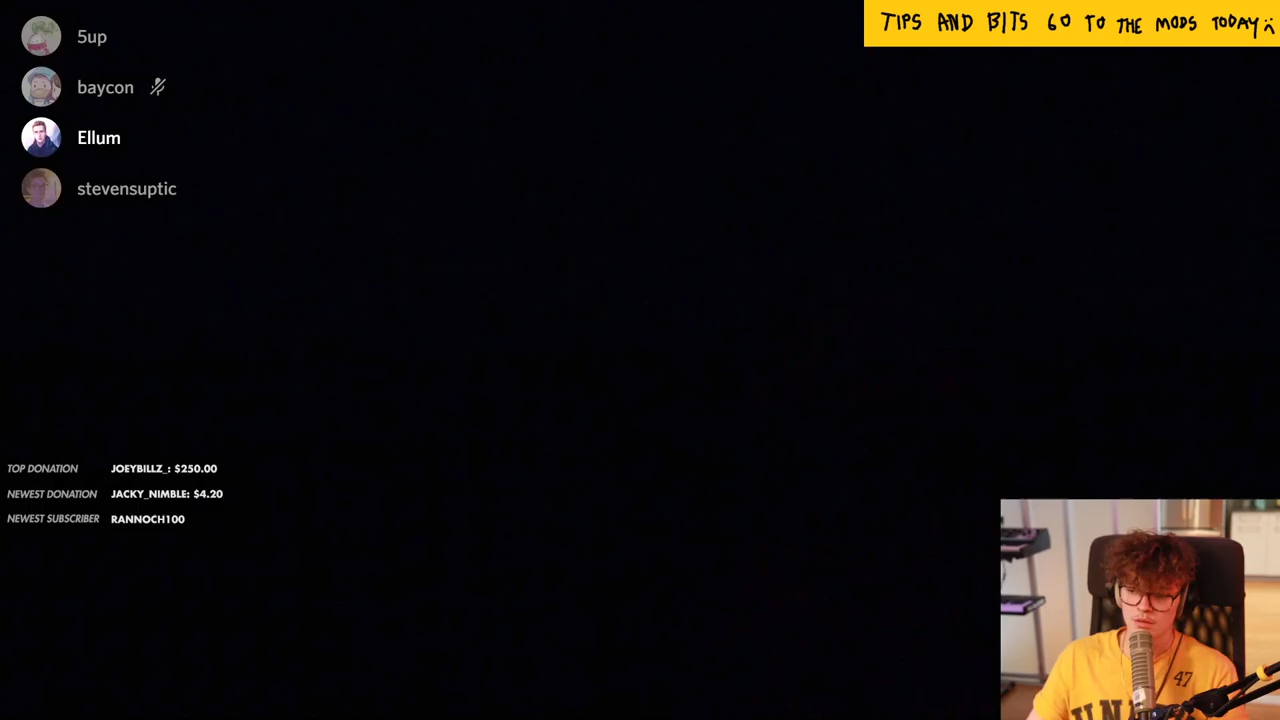 TIPS AND BITS GO TO THE MODS TODAY
5up
baycon
Ellum
stevensuptic
TOP DONATION JOEYBILLZ_: $250.00
NEWEST DONATION JACKY_NIMBLE: $4.20
NEWEST SUBSCRIBER RANNOCH100
47